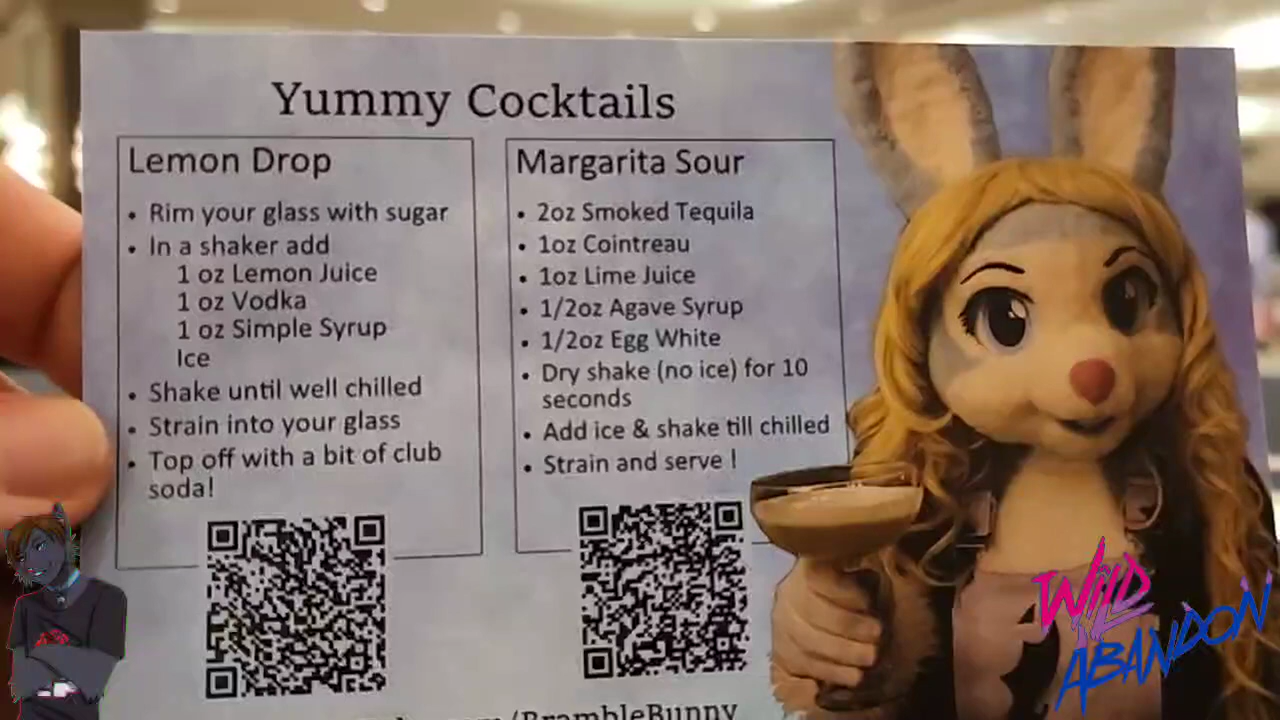 Yummy Cocktails
Lemon Drop
• Rim your glass with sugar
• In a shaker add
1 oz Lemon Juice
1 oz Vodka
1 oz Simple Syrup
Ice
• Shake until well chilled
• Strain into your glass
• Top off with a bit of club
soda!
Margarita Sour
• 2oz Smoked Tequila
• 1oz Cointreau
• 1oz Lime Juice
• 1/2oz Agave Syrup
• 1/2oz Egg White
• Dry shake (no ice) for 10
seconds
• Add ice & shake till chilled
• Strain and serve !
/BrambleBunny
WILD
ABANDON